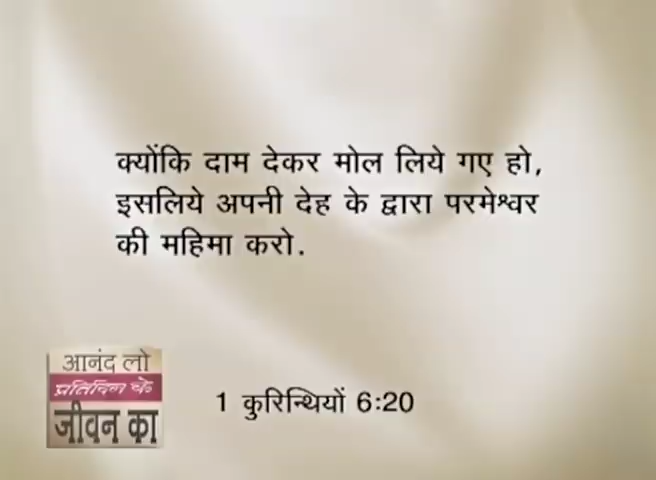 क्योंकि दाम देकर मोल लिये गए हो,
इसलिये अपनी देह के द्वारा परमेश्वर
की महिमा करो.
आनंद लो
प्रतिदिन के
जीवन का
1 कुरिन्थियों 6:20